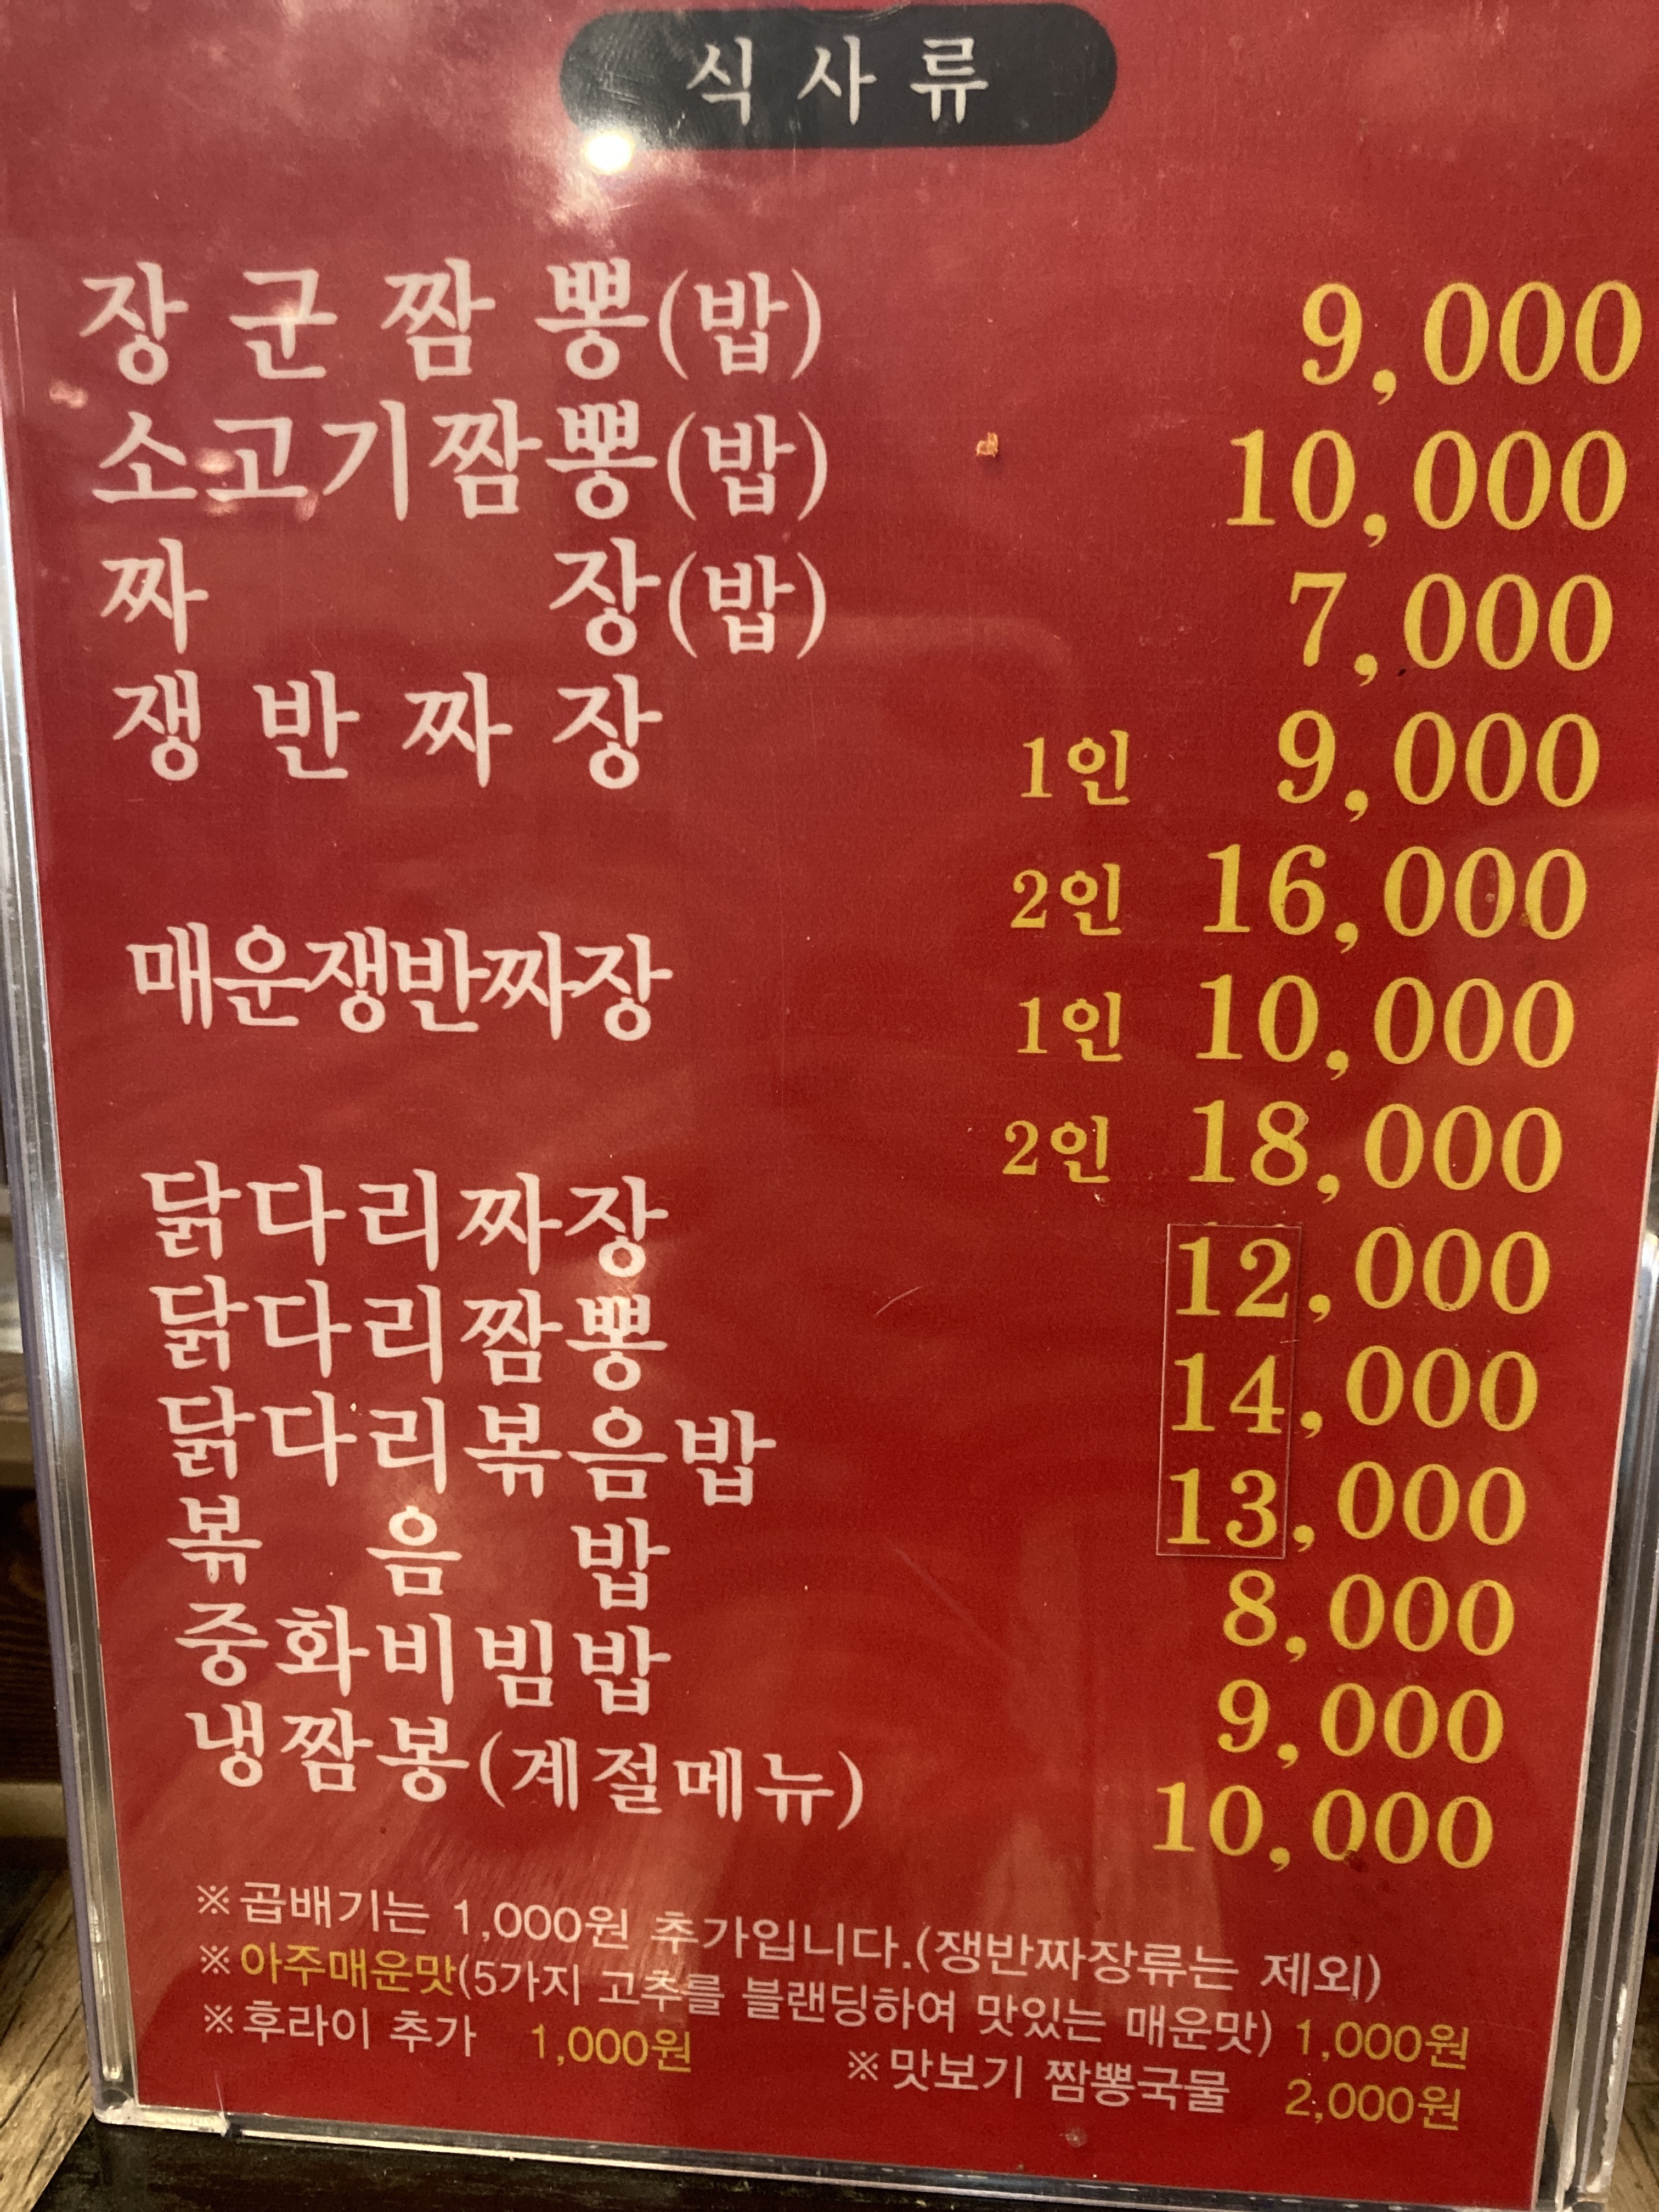 식사류
장군짬뽕(밥) 9,000
소고기짬뽕(밥) 10,000
짜장(밥) 7,000
쟁반짜장 1인 9,000
2인 16,000
매운쟁반짜장 1인 10,000
2인 18,000
닭다리짜장 12,000
닭다리짬뽕 14,000
닭다리볶음밥 13,000
볶음밥 8,000
중화비빔밥 9,000
냉짬봉(계절메뉴) 10,000
※곱배기는 1,000원 추가입니다.(쟁반짜장류는 제외)
※아주매운맛(5가지 고추를 블랜딩하여 맛있는 매운맛) 1,000원
※후라이 추가 1,000원 ※맛보기 짬뽕국물 2,000원